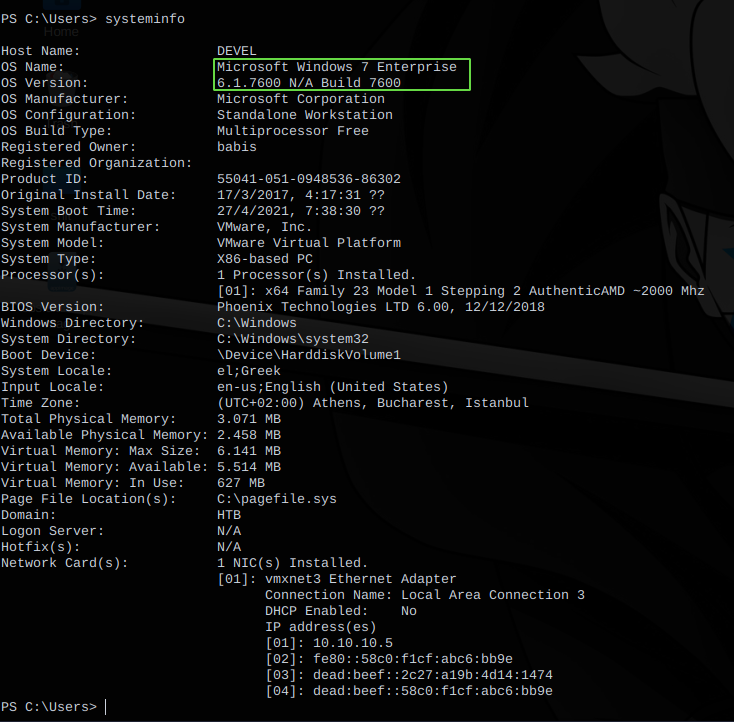 PS C:\Users> systeminfo
Home
Host Name:                 DEVEL
OS Name:                   Microsoft Windows 7 Enterprise
OS Version:                6.1.7600 N/A Build 7600
OS Manufacturer:           Microsoft Corporation
OS Configuration:          Standalone Workstation
OS Build Type:             Multiprocessor Free
Registered Owner:          babis
Registered Organization:
Product ID:                55041-051-0948536-86302
Original Install Date:     17/3/2017, 4:17:31 ??
System Boot Time:          27/4/2021, 7:38:30 ??
System Manufacturer:       VMware, Inc.
System Model:              VMware Virtual Platform
System Type:               X86-based PC
Processor(s):              1 Processor(s) Installed.
                           [01]: x64 Family 23 Model 1 Stepping 2 AuthenticAMD ~2000 Mhz
BIOS Version:              Phoenix Technologies LTD 6.00, 12/12/2018
Windows Directory:         C:\Windows
System Directory:          C:\Windows\system32
Boot Device:               \Device\HarddiskVolume1
System Locale:             el;Greek
Input Locale:              en-us;English (United States)
Time Zone:                 (UTC+02:00) Athens, Bucharest, Istanbul
Total Physical Memory:     3.071 MB
Available Physical Memory: 2.458 MB
Virtual Memory: Max Size:  6.141 MB
Virtual Memory: Available: 5.514 MB
Virtual Memory: In Use:    627 MB
Page File Location(s):     C:\pagefile.sys
Domain:                    HTB
Logon Server:              N/A
Hotfix(s):                 N/A
Network Card(s):           1 NIC(s) Installed.
                           [01]: vmxnet3 Ethernet Adapter
                                 Connection Name: Local Area Connection 3
                                 DHCP Enabled:    No
                                 IP address(es)
                                 [01]: 10.10.10.5
                                 [02]: fe80::58c0:f1cf:abc6:bb9e
                                 [03]: dead:beef::2c27:a19b:4d14:1474
                                 [04]: dead:beef::58c0:f1cf:abc6:bb9e
PS C:\Users>